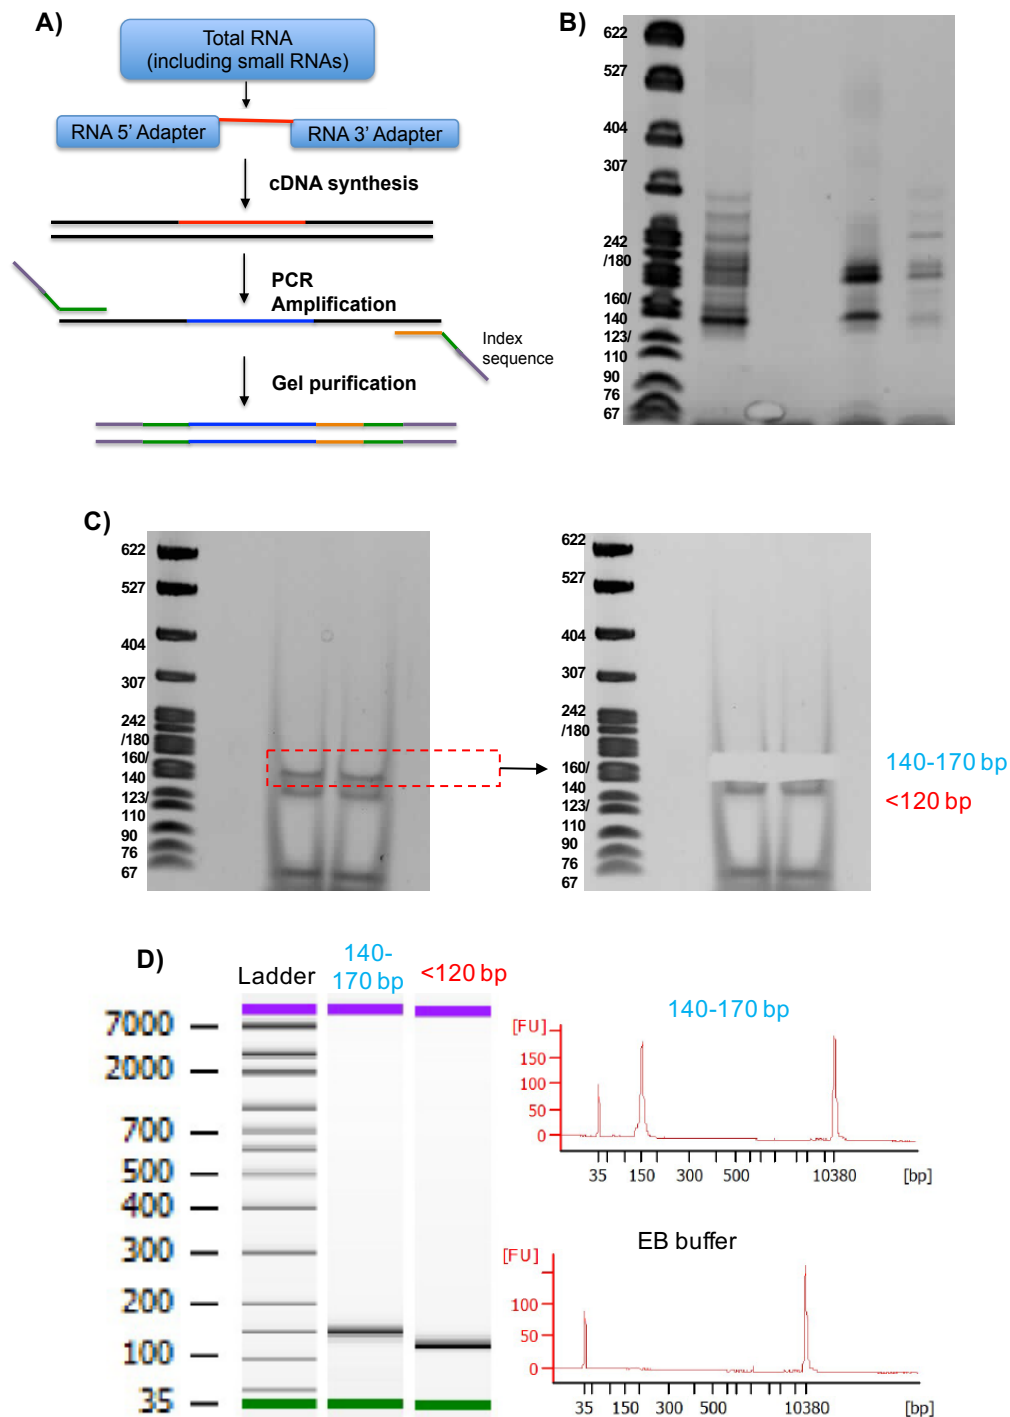 A)
Total RNA
(including small RNAs)
RNA 5' Adapter
RNA 3' Adapter
cDNA synthesis
PCR
Amplification
Index
sequence
Gel purification
B)
622
527
404
307
242
/180
160/
140
123/
110
90
76
67
C)
622
527
404
307
242
/180
160/
140
123/
110
90
76
67
622
527
404
307
242
/180
160/
140
123/
110
90
76
67
140-170 bp
<120 bp
D)
Ladder
140-
170 bp
<120 bp
7000
2000
700
500
400
300
200
100
35
140-170 bp
[FU]
150
100
50
0
35 150 300 500 10380 [bp]
EB buffer
[FU]
100
50
0
35 150 300 500 10380 [bp]